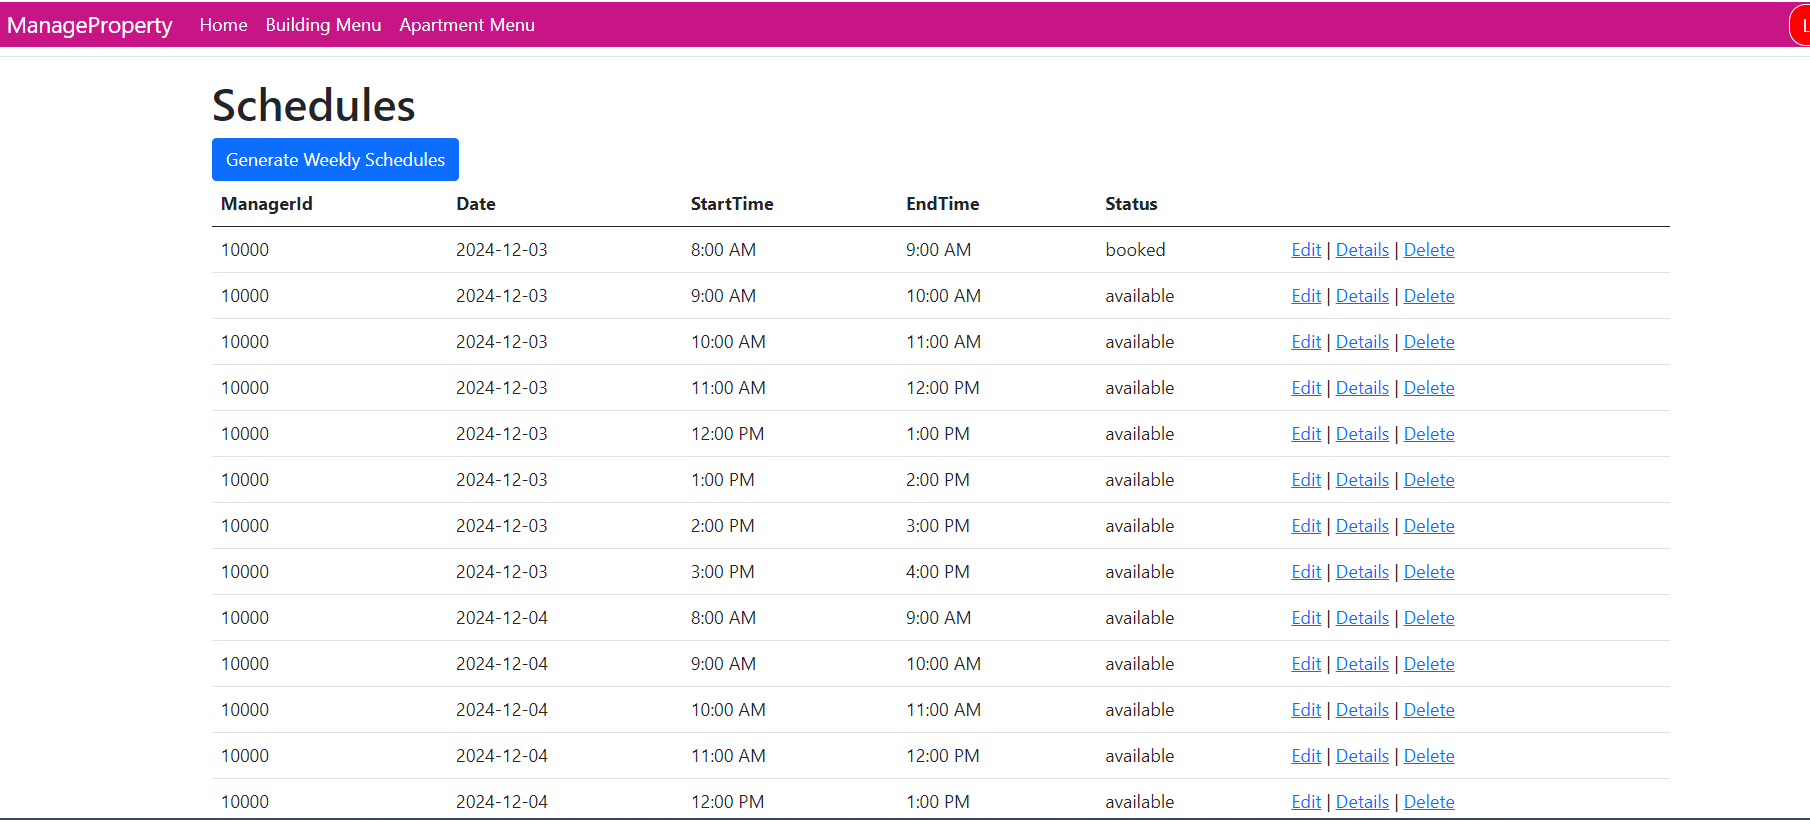 ManageProperty Home Building Menu Apartment Menu L
Schedules
Generate Weekly Schedules
ManagerId Date StartTime EndTime Status
10000 2024-12-03 8:00 AM 9:00 AM booked Edit | Details | Delete
10000 2024-12-03 9:00 AM 10:00 AM available Edit | Details | Delete
10000 2024-12-03 10:00 AM 11:00 AM available Edit | Details | Delete
10000 2024-12-03 11:00 AM 12:00 PM available Edit | Details | Delete
10000 2024-12-03 12:00 PM 1:00 PM available Edit | Details | Delete
10000 2024-12-03 1:00 PM 2:00 PM available Edit | Details | Delete
10000 2024-12-03 2:00 PM 3:00 PM available Edit | Details | Delete
10000 2024-12-03 3:00 PM 4:00 PM available Edit | Details | Delete
10000 2024-12-04 8:00 AM 9:00 AM available Edit | Details | Delete
10000 2024-12-04 9:00 AM 10:00 AM available Edit | Details | Delete
10000 2024-12-04 10:00 AM 11:00 AM available Edit | Details | Delete
10000 2024-12-04 11:00 AM 12:00 PM available Edit | Details | Delete
10000 2024-12-04 12:00 PM 1:00 PM available Edit | Details | Delete